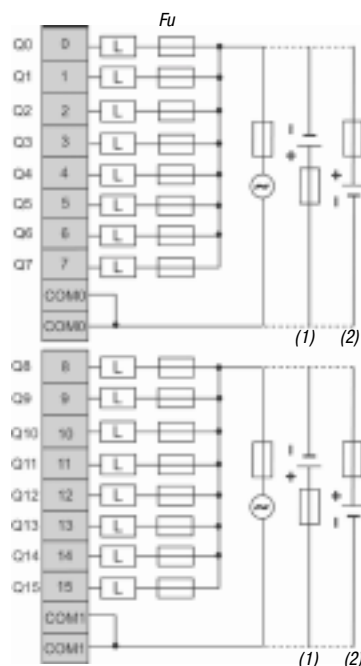 Fu
Q0 0 L
Q1 1 L
Q2 2 L
Q3 3 L
Q4 4 L
Q5 5 L
Q6 6 L
Q7 7 L
COM0
COM0
(1) (2)
Q8 8 L
Q9 9 L
Q10 10 L
Q11 11 L
Q12 12 L
Q13 13 L
Q14 14 L
Q15 15 L
COM1
COM1
(1) (2)